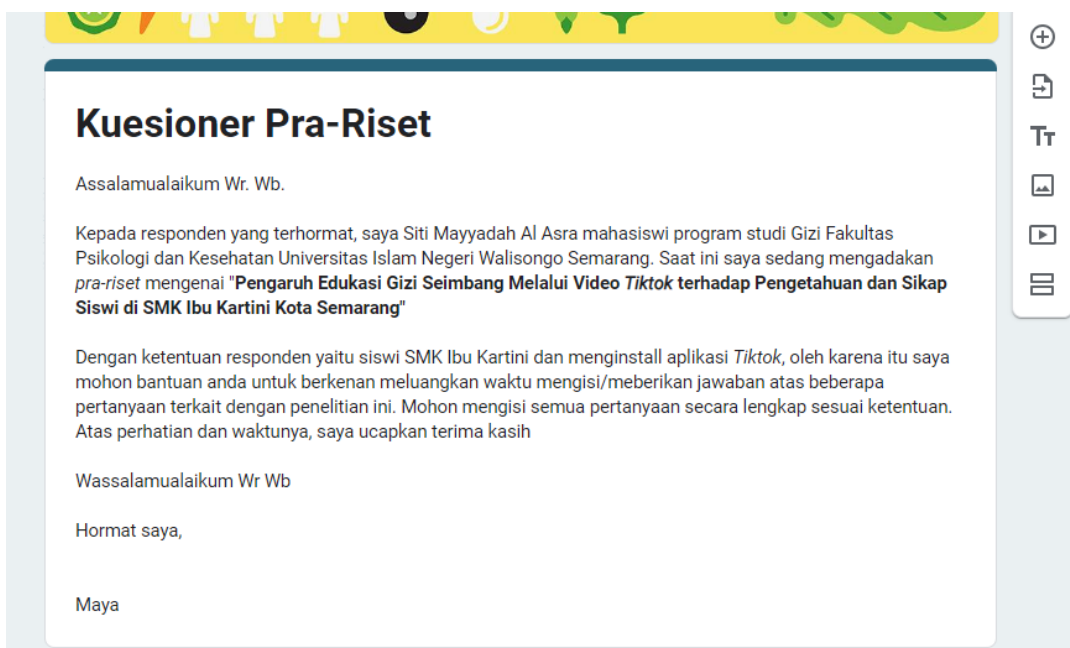 Kuesioner Pra-Riset
Assalamualaikum Wr. Wb.
Kepada responden yang terhormat, saya Siti Mayyadah Al Asra mahasiswi program studi Gizi Fakultas
Psikologi dan Kesehatan Universitas Islam Negeri Walisongo Semarang. Saat ini saya sedang mengadakan
pra-riset mengenai "Pengaruh Edukasi Gizi Seimbang Melalui Video Tiktok terhadap Pengetahuan dan Sikap
Siswi di SMK Ibu Kartini Kota Semarang"
Dengan ketentuan responden yaitu siswi SMK Ibu Kartini dan menginstall aplikasi Tiktok, oleh karena itu saya
mohon bantuan anda untuk berkenan meluangkan waktu mengisi/meberikan jawaban atas beberapa
pertanyaan terkait dengan penelitian ini. Mohon mengisi semua pertanyaan secara lengkap sesuai ketentuan.
Atas perhatian dan waktunya, saya ucapkan terima kasih
Wassalamualaikum Wr Wb
Hormat saya,
Maya